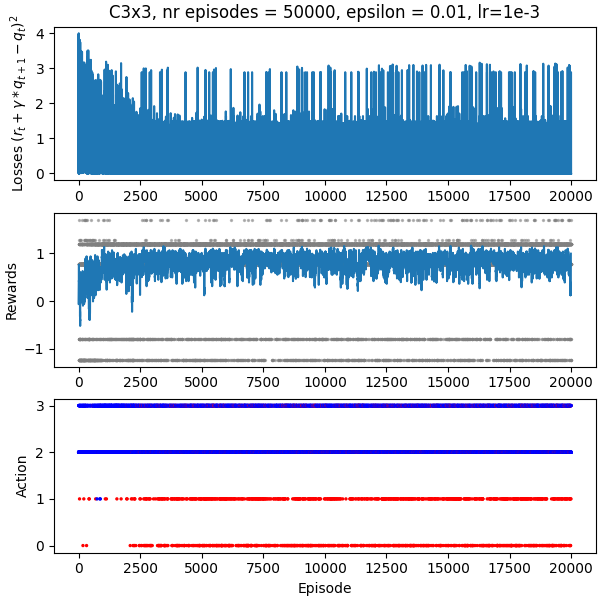 C3x3, nr episodes = 50000, epsilon = 0.01, lr=1e-3
Losses $(r_t + \gamma * q_{t+1} - q_t)^2$
4
3
2
1
0
0 2500 5000 7500 10000 12500 15000 17500 20000
Rewards
1
0
−1
0 2500 5000 7500 10000 12500 15000 17500 20000
Action
3
2
1
0
0 2500 5000 7500 10000 12500 15000 17500 20000
Episode